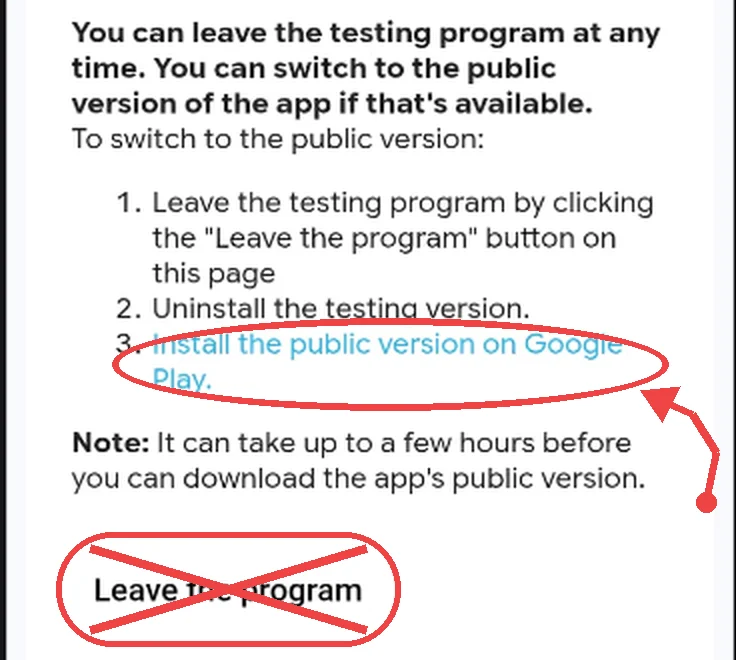 You can leave the testing program at any
time. You can switch to the public
version of the app if that's available.
To switch to the public version:
1. Leave the testing program by clicking
the "Leave the program" button on
this page
2. Uninstall the testing version.
3. Install the public version on Google
Play.
Note: It can take up to a few hours before
you can download the app's public version.
Leave the program